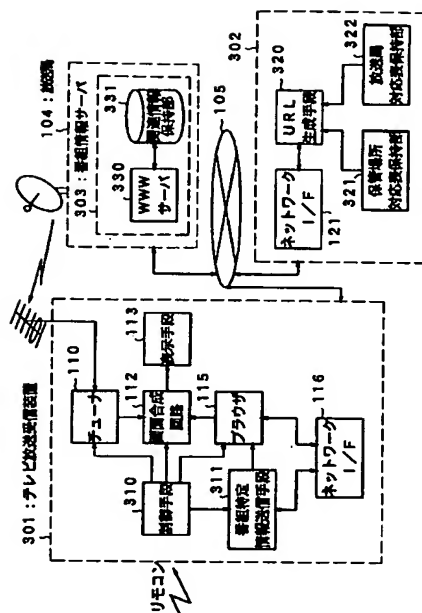 301:テレビ放送受信装置
リモコン
110
チューナ
112
画面合成
回路
113
表示手段
310
制御手段
115
ブラウザ
311
番組特定
情報送信手段
116
ネットワーク
I/F
104:放送局
303:番組情報サーバ
330
WWW
サーバ
331
関連情報
保持部
105
302
121
ネットワーク
I/F
320
URL
生成手段
321
保管場所
対応表保持部
322
放送局
対応表保持部